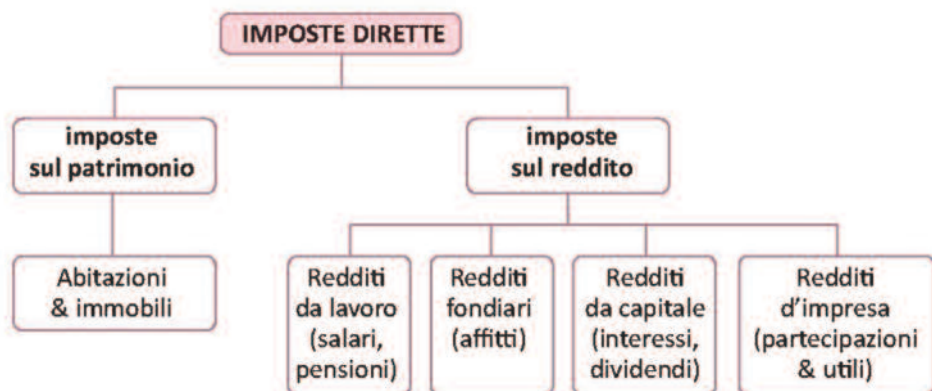 IMPOSTE DIRETTE
imposte
sul patrimonio
imposte
sul reddito
Abitazioni
& immobili
Redditi
da lavoro
(salari,
pensioni)
Redditi
fondiari
(affitti)
Redditi
da capitale
(interessi,
dividendi)
Redditi
d'impresa
(partecipazioni
& utili)